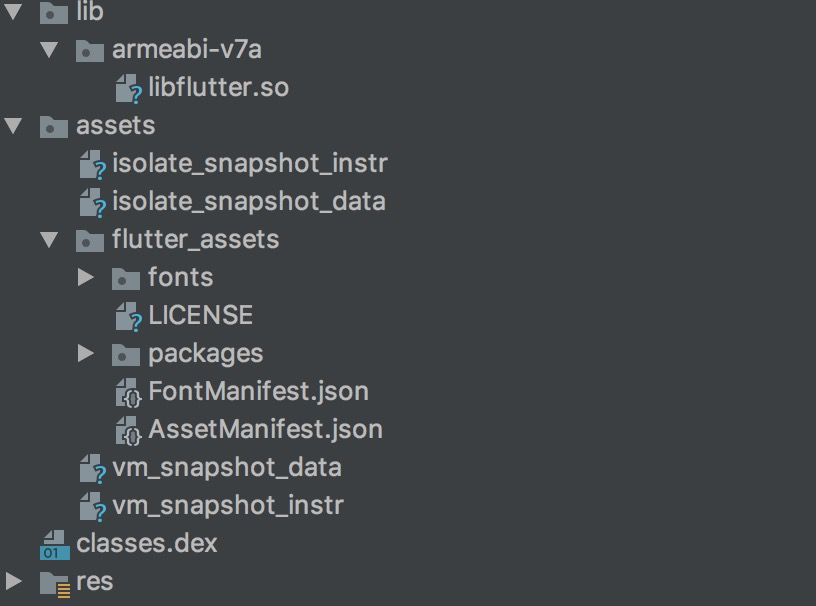 lib
armeabi-v7a
libflutter.so
assets
isolate_snapshot_instr
isolate_snapshot_data
flutter_assets
fonts
LICENSE
packages
FontManifest.json
AssetManifest.json
vm_snapshot_data
vm_snapshot_instr
01 classes.dex
res